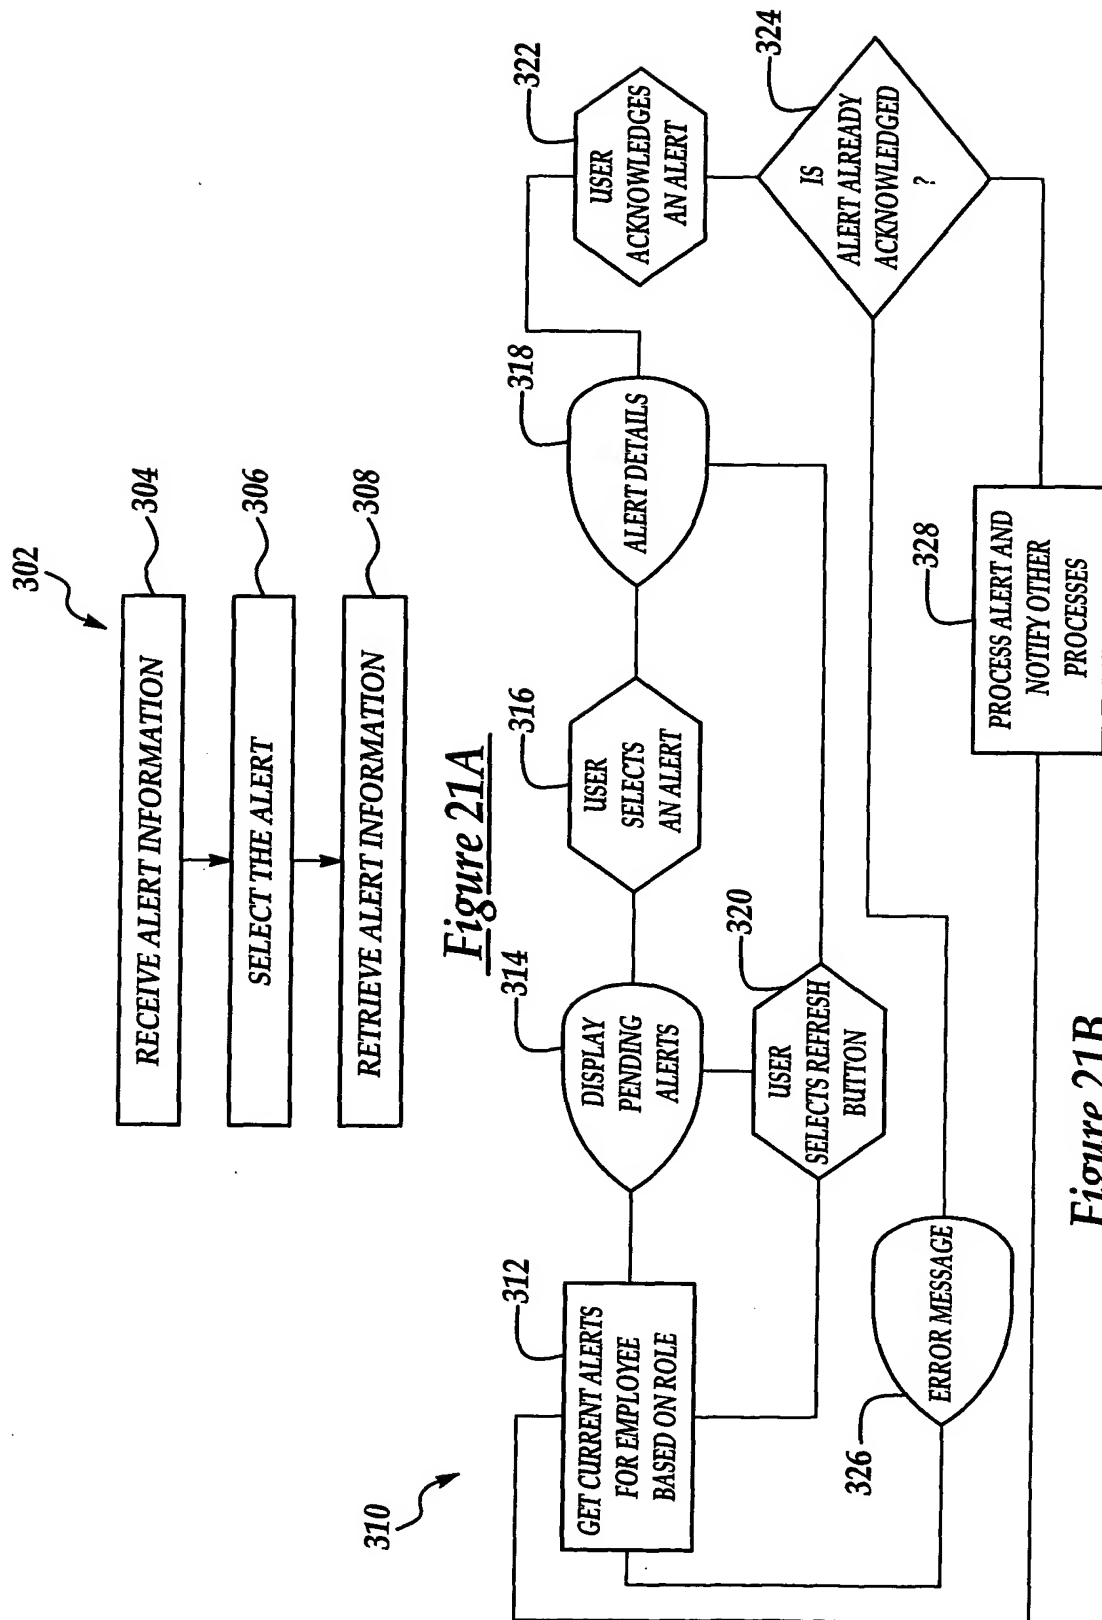 302
RECEIVE ALERT INFORMATION
304
SELECT THE ALERT
306
RETRIEVE ALERT INFORMATION
308
Figure 21A
310
GET CURRENT ALERTS
FOR EMPLOYEE
BASED ON ROLE
312
DISPLAY
PENDING
ALERTS
314
USER
SELECTS
AN ALERT
316
ALERT DETAILS
318
USER
ACKNOWLEDGES
AN ALERT
322
USER
SELECTS REFRESH
BUTTON
320
IS
ALERT ALREADY
ACKNOWLEDGED
?
324
ERROR MESSAGE
326
PROCESS ALERT AND
NOTIFY OTHER
PROCESSES
328
Figure 21B